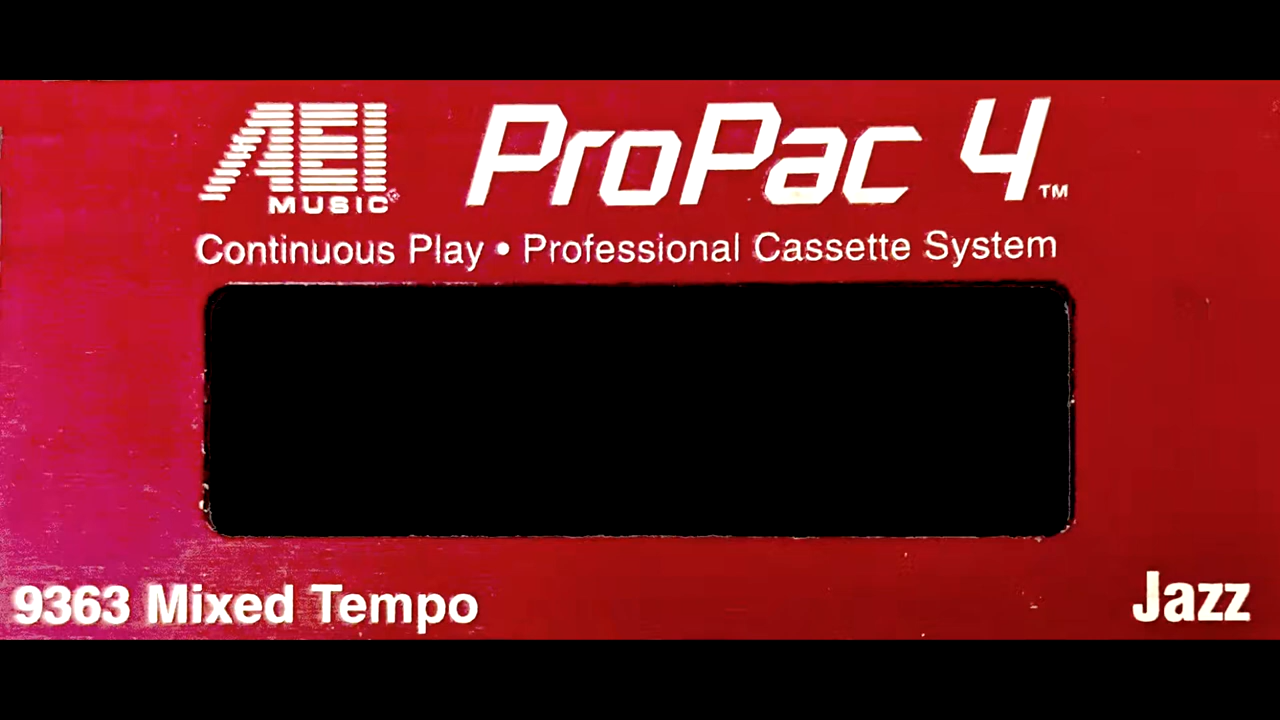 AEI ProPac 4™
MUSIC®
Continuous Play • Professional Cassette System
9363 Mixed Tempo
Jazz